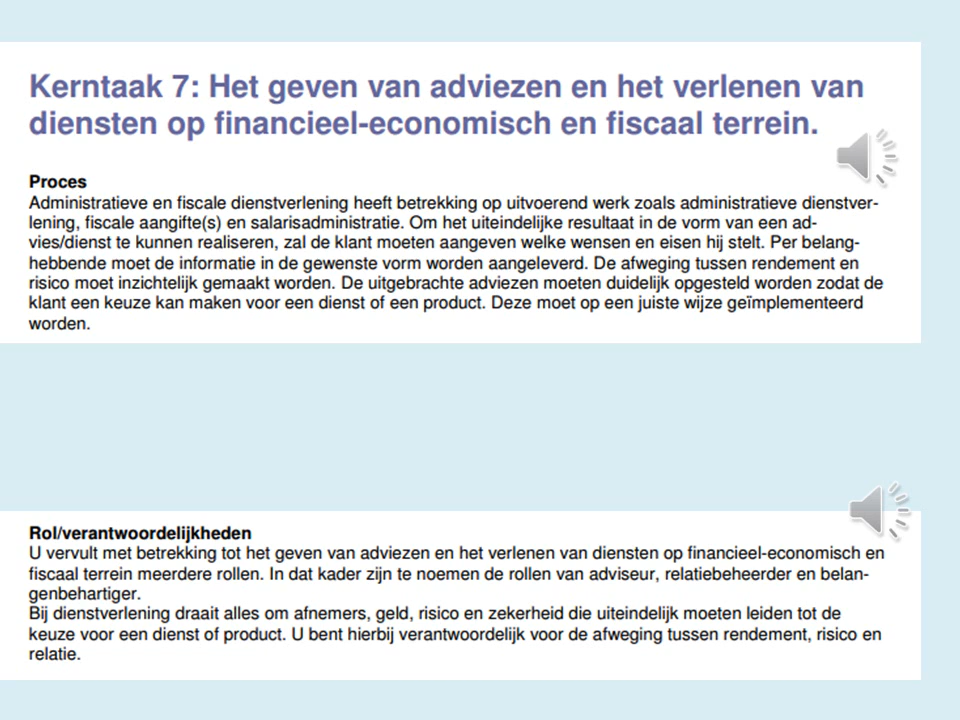 Kerntaak 7: Het geven van adviezen en het verlenen van
diensten op financieel-economisch en fiscaal terrein.
Proces
Administratieve en fiscale dienstverlening heeft betrekking op uitvoerend werk zoals administratieve dienstver-
lening, fiscale aangifte(s) en salarisadministratie. Om het uiteindelijke resultaat in de vorm van een ad-
vies/dienst te kunnen realiseren, zal de klant moeten aangeven welke wensen en eisen hij stelt. Per belang-
hebbende moet de informatie in de gewenste vorm worden aangeleverd. De afweging tussen rendement en
risico moet inzichtelijk gemaakt worden. De uitgebrachte adviezen moeten duidelijk opgesteld worden zodat de
klant een keuze kan maken voor een dienst of een product. Deze moet op een juiste wijze geïmplementeerd
worden.
Rol/verantwoordelijkheden
U vervult met betrekking tot het geven van adviezen en het verlenen van diensten op financieel-economisch en
fiscaal terrein meerdere rollen. In dat kader zijn te noemen de rollen van adviseur, relatiebeheerder en belan-
genbehartiger.
Bij dienstverlening draait alles om afnemers, geld, risico en zekerheid die uiteindelijk moeten leiden tot de
keuze voor een dienst of product. U bent hierbij verantwoordelijk voor de afweging tussen rendement, risico en
relatie.